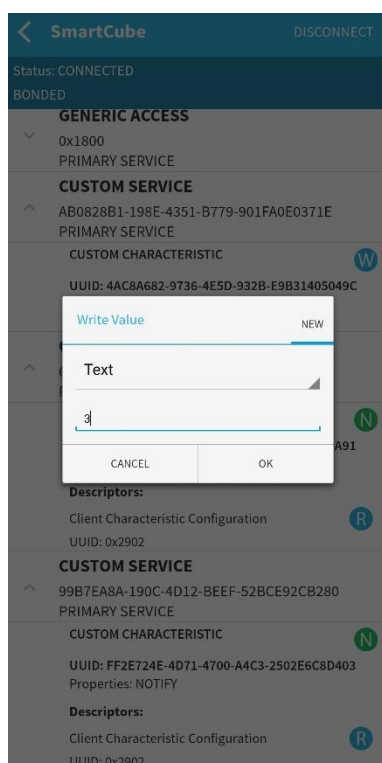 SmartCube DISCONNECT
Status: CONNECTED
BONDED
GENERIC ACCESS
0x1800
PRIMARY SERVICE
CUSTOM SERVICE
AB0828B1-198E-4351-B779-901FA0E0371E
PRIMARY SERVICE
CUSTOM CHARACTERISTIC
W
UUID: 4AC8A682-9736-4E5D-932B-E9B31405049C
Write Value NEW
Text
3
N
A91
CANCEL OK
Descriptors:
Client Characteristic Configuration R
UUID: 0x2902
CUSTOM SERVICE
99B7EA8A-190C-4D12-BEEF-52BCE92CB280
PRIMARY SERVICE
CUSTOM CHARACTERISTIC
N
UUID: FF2E724E-4D71-4700-A4C3-2502E6C8D403
Properties: NOTIFY
Descriptors:
Client Characteristic Configuration R
UUID: 0x2902